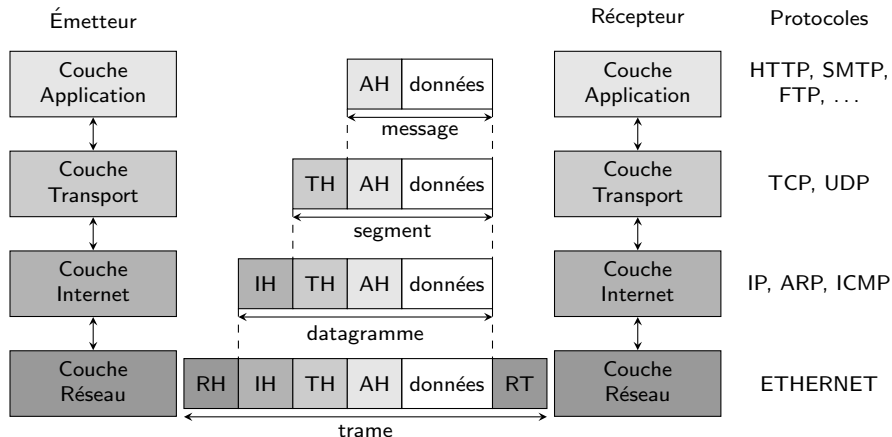 Émetteur
Récepteur
Protocoles
Couche
Application
AH
données
message
Couche
Application
HTTP, SMTP,
FTP, ...
Couche
Transport
TH
AH
données
segment
Couche
Transport
TCP, UDP
Couche
Internet
IH
TH
AH
données
datagramme
Couche
Internet
IP, ARP, ICMP
Couche
Réseau
RH
IH
TH
AH
données
RT
trame
Couche
Réseau
ETHERNET